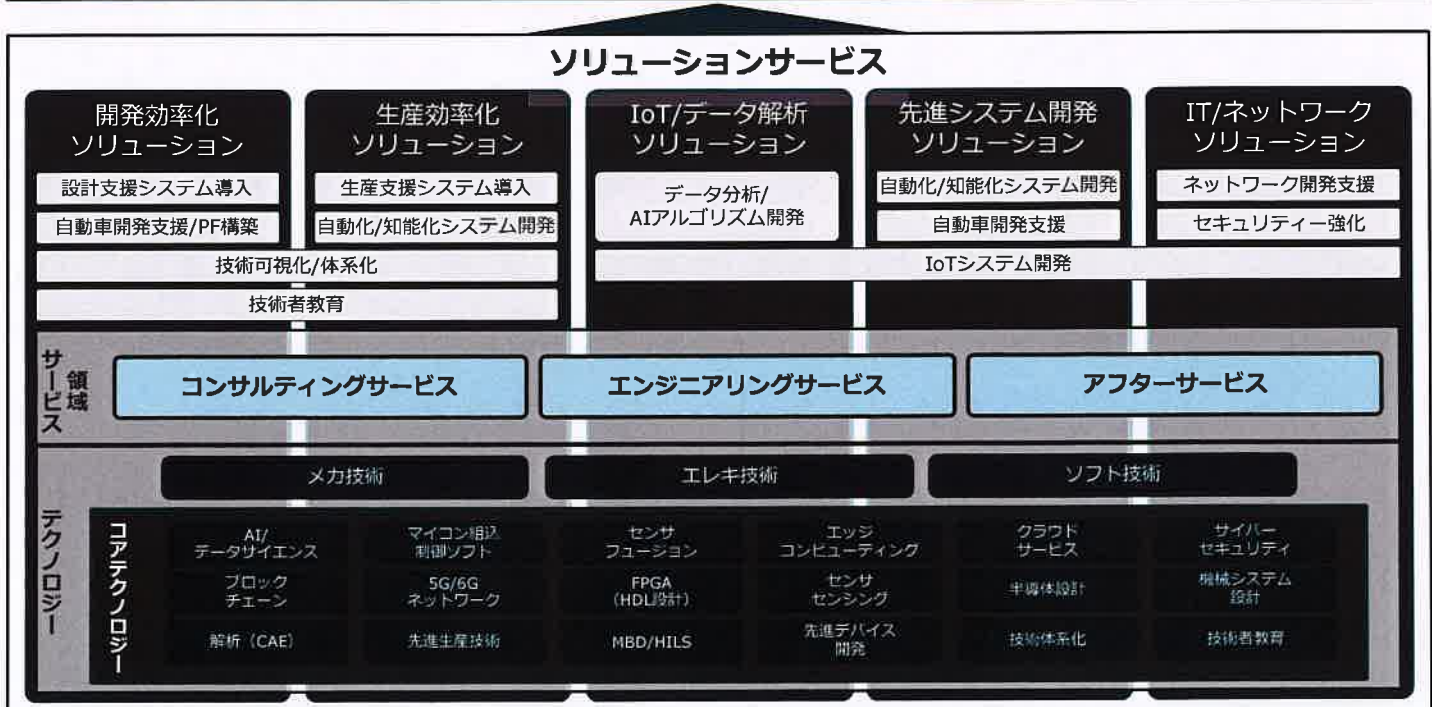 ソリューションサービス
開発効率化
ソリューション
生産効率化
ソリューション
IoT/データ解析
ソリューション
先進システム開発
ソリューション
IT/ネットワーク
ソリューション
設計支援システム導入
自動車開発支援/PF構築
生産支援システム導入
自動化/知能化システム開発
データ分析/
AIアルゴリズム開発
自動化/知能化システム開発
自動車開発支援
ネットワーク開発支援
セキュリティー強化
技術可視化/体系化
IoTシステム開発
技術者教育
サービス
領域
コンサルティングサービス
エンジニアリングサービス
アフターサービス
テクノロジー
メカ技術
エレキ技術
ソフト技術
コアテクノロジー
AI/
データサイエンス
マイコン組込
制御ソフト
センサ
フュージョン
エッジ
コンピューティング
クラウド
サービス
サイバー
セキュリティ
ブロック
チェーン
5G/6G
ネットワーク
FPGA
(HDL設計)
センサ
センシング
半導体設計
機械システム
設計
解析（CAE）
先進生産技術
MBD/HILS
先進デバイス
開発
技術体系化
技術者教育